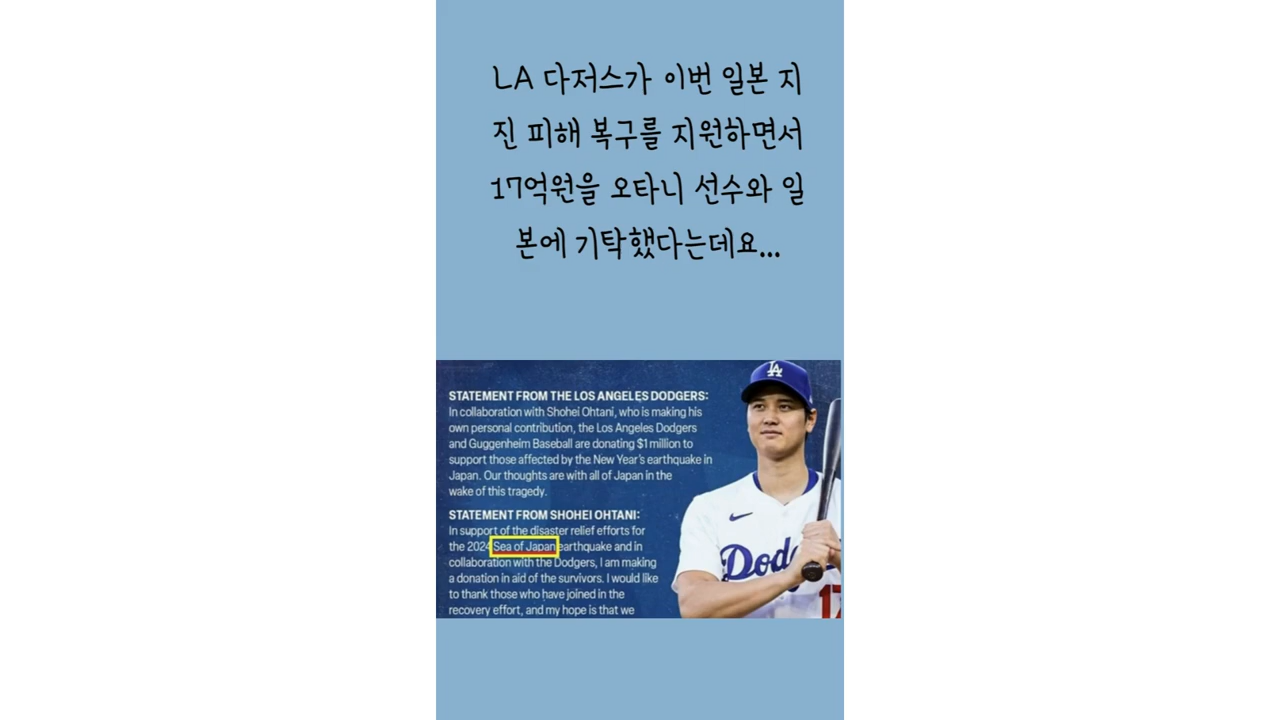 LA 다저스가 이번 일본 지
진 피해 복구를 지원하면서
17억원을 오타니 선수와 일
본에 기탁했다는데요...
STATEMENT FROM THE LOS ANGELES DODGERS:
In collaboration with Shohei Ohtani, who is making his
own personal contribution, the Los Angeles Dodgers
and Guggenheim Baseball are donating $1 million to
support those affected by the New Year's earthquake in
Japan. Our thoughts are with all of Japan in the
wake of this tragedy.
STATEMENT FROM SHOHEI OHTANI:
In support of the disaster relief efforts for
the 2024 Sea of Japan earthquake and in
collaboration with the Dodgers, I am making
a donation in aid of the survivors. I would like
to thank those who have joined in the
recovery effort, and my hope is that we
LA
Dod
17